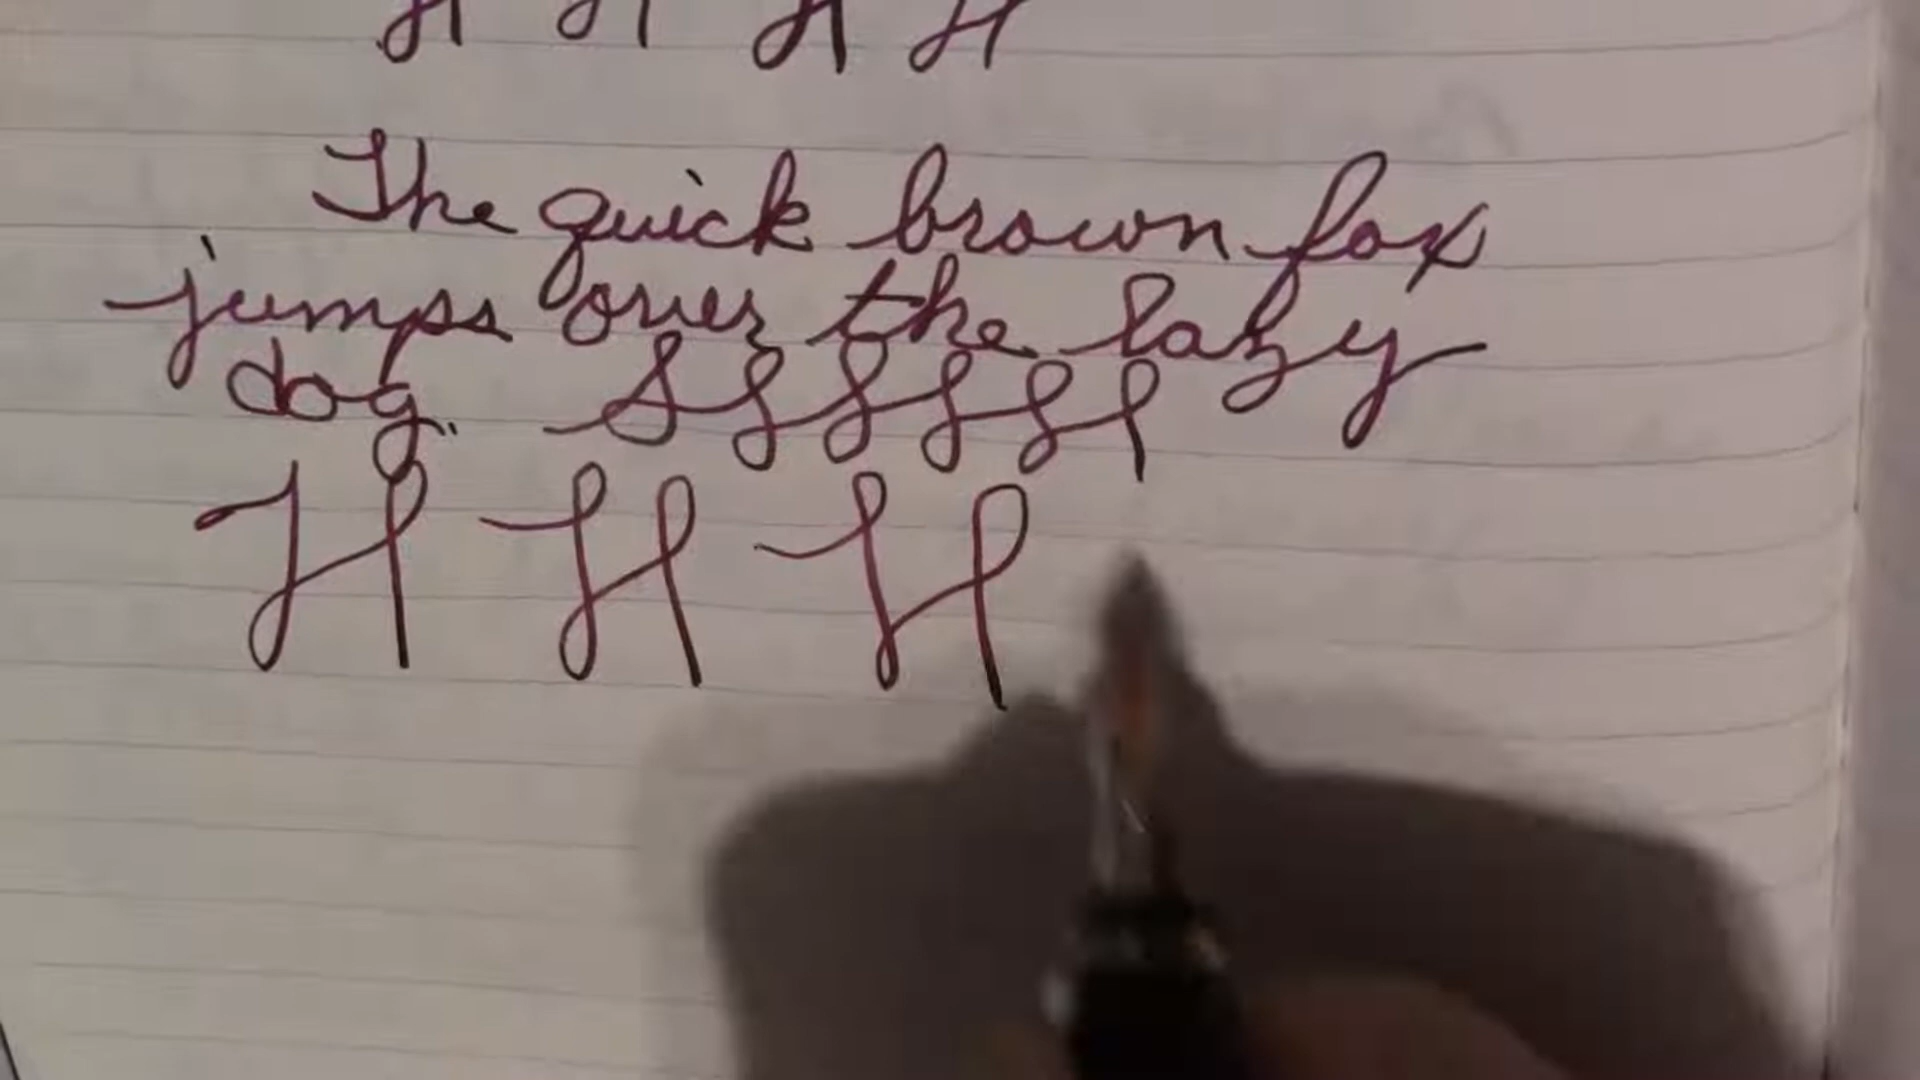 H H H H
The quick brown fox
jumps over the lazy
dog.
H H H